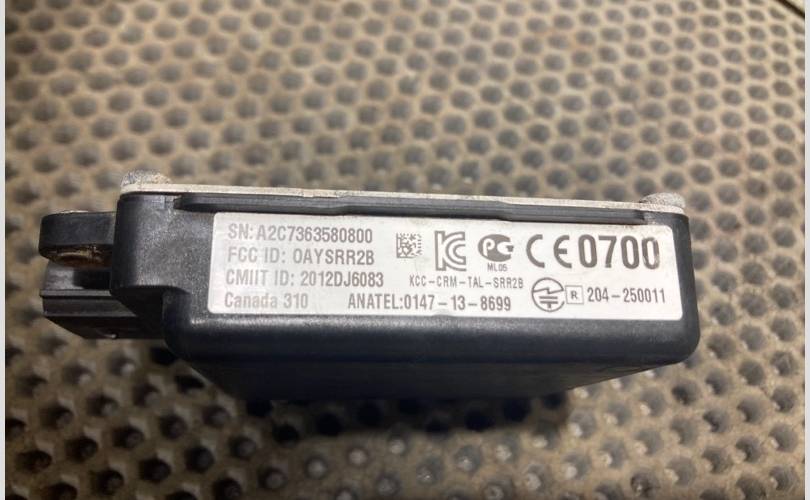 SN: A2C7363580800
FCC ID: OAYSRR2B
CMIIT ID: 2012DJ6083
Canada 310
ANATEL:0147-13-8699
KCC-CRM-TAL-SRR2B
ML05
CE0700
R 204-250011